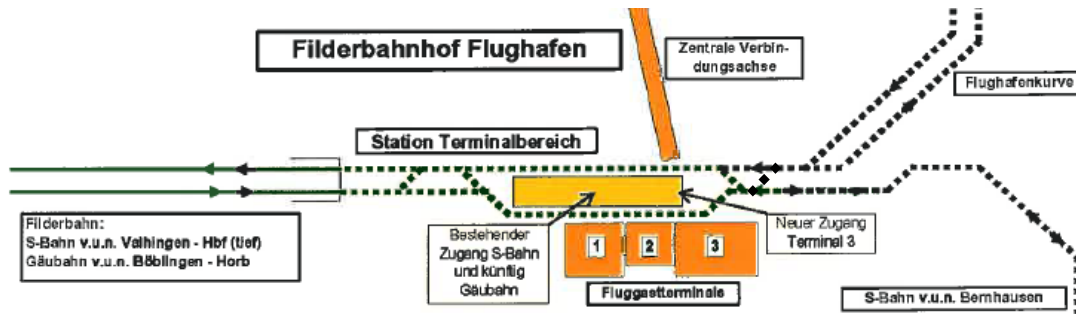 Filderbahnhof Flughafen
Zentrale Verbin-
dungsachse
Flughafenkurve
Station Terminalbereich
Filderbahn:
S-Bahn v.u.n. Vaihingen - Hbf (tief)
Gäubahn v.u.n. Böblingen - Horb
Bestehender
Zugang S-Bahn
und künftig
Gäubahn
1
2
3
Neuer Zugang
Terminal 3
Fluggastterminals
S-Bahn v.u.n. Bernhausen